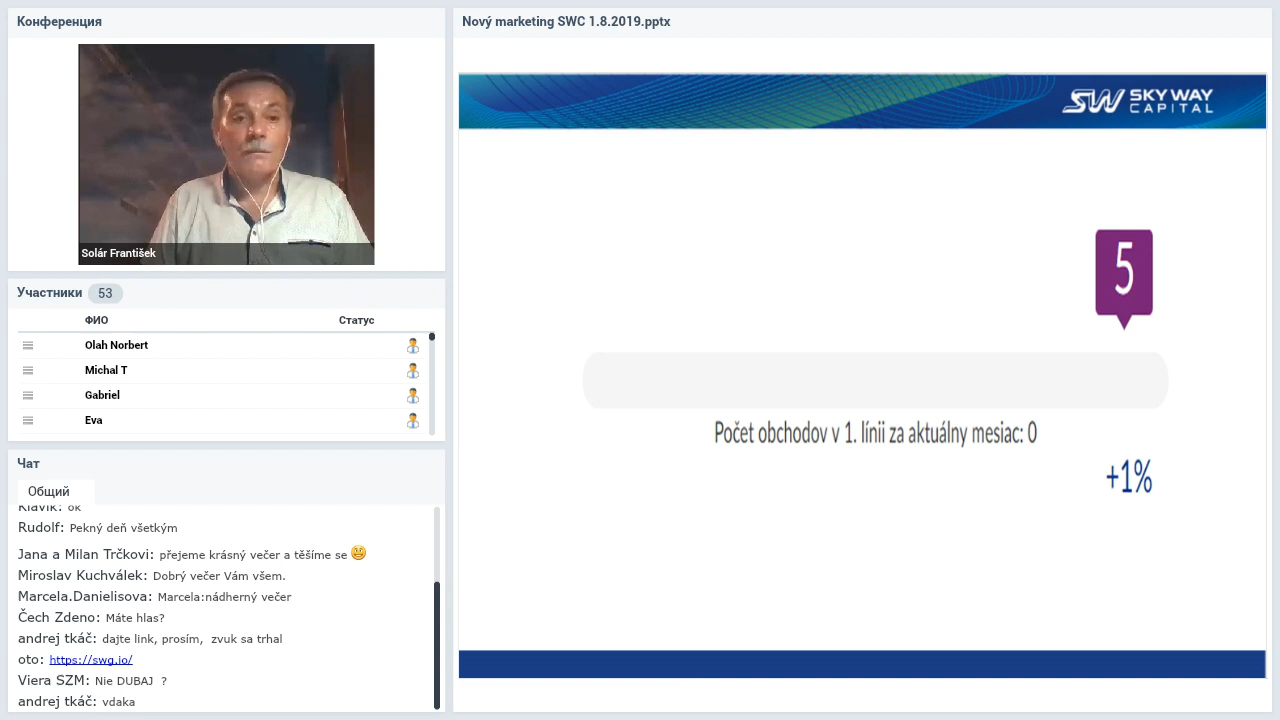 Конференция
Solár František
Участники 53
ФИО Статус
Olah Norbert
Michal T
Gabriel
Eva
Чат
Общий
Klavik: ok
Rudolf: Pekný deň všetkým
Jana a Milan Trčkovi: přejeme krásný večer a těšíme se
Miroslav Kuchválek: Dobrý večer Vám všem.
Marcela.Danielisova: Marcela:nádherný večer
Čech Zdeno: Máte hlas?
andrej tkáč: dajte link, prosím, zvuk sa trhal
oto: https://swg.io/
Viera SZM: Nie DUBAJ ?
andrej tkáč: vdaka
Nový marketing SWC 1.8.2019.pptx
SW SKY WAY
CAPITAL
5
Počet obchodov v 1. línii za aktuálny mesiac: 0
+1%